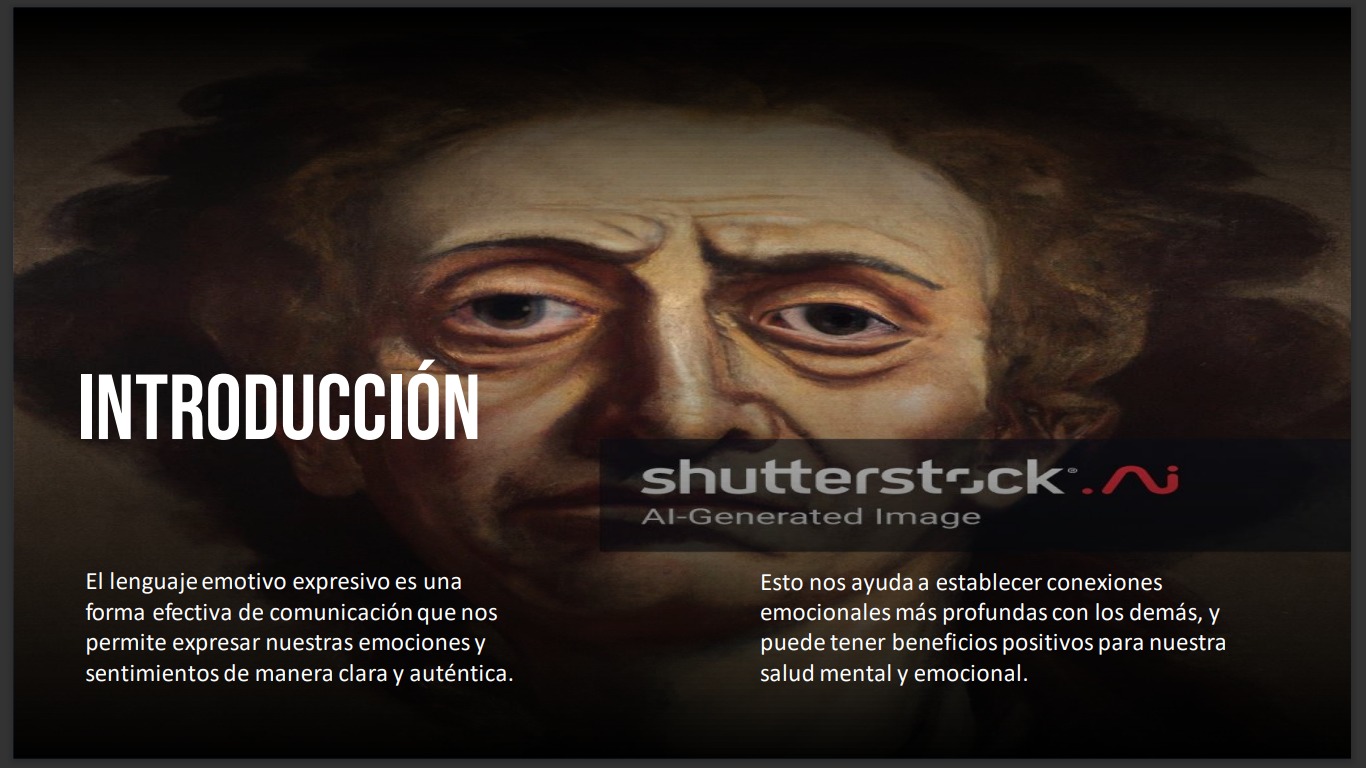 INTRODUCCIÓN
shutterstock®.Ai
AI-Generated Image
El lenguaje emotivo expresivo es una
forma efectiva de comunicación que nos
permite expresar nuestras emociones y
sentimientos de manera clara y auténtica.
Esto nos ayuda a establecer conexiones
emocionales más profundas con los demás, y
puede tener beneficios positivos para nuestra
salud mental y emocional.